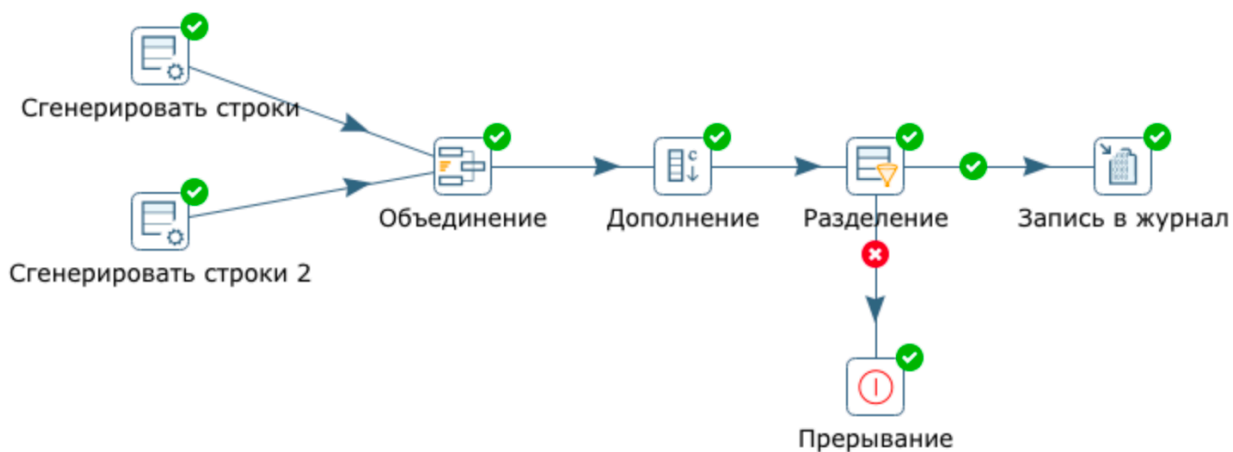 Сгенерировать строки
Сгенерировать строки 2
Объединение
Дополнение
Разделение
Запись в журнал
Прерывание